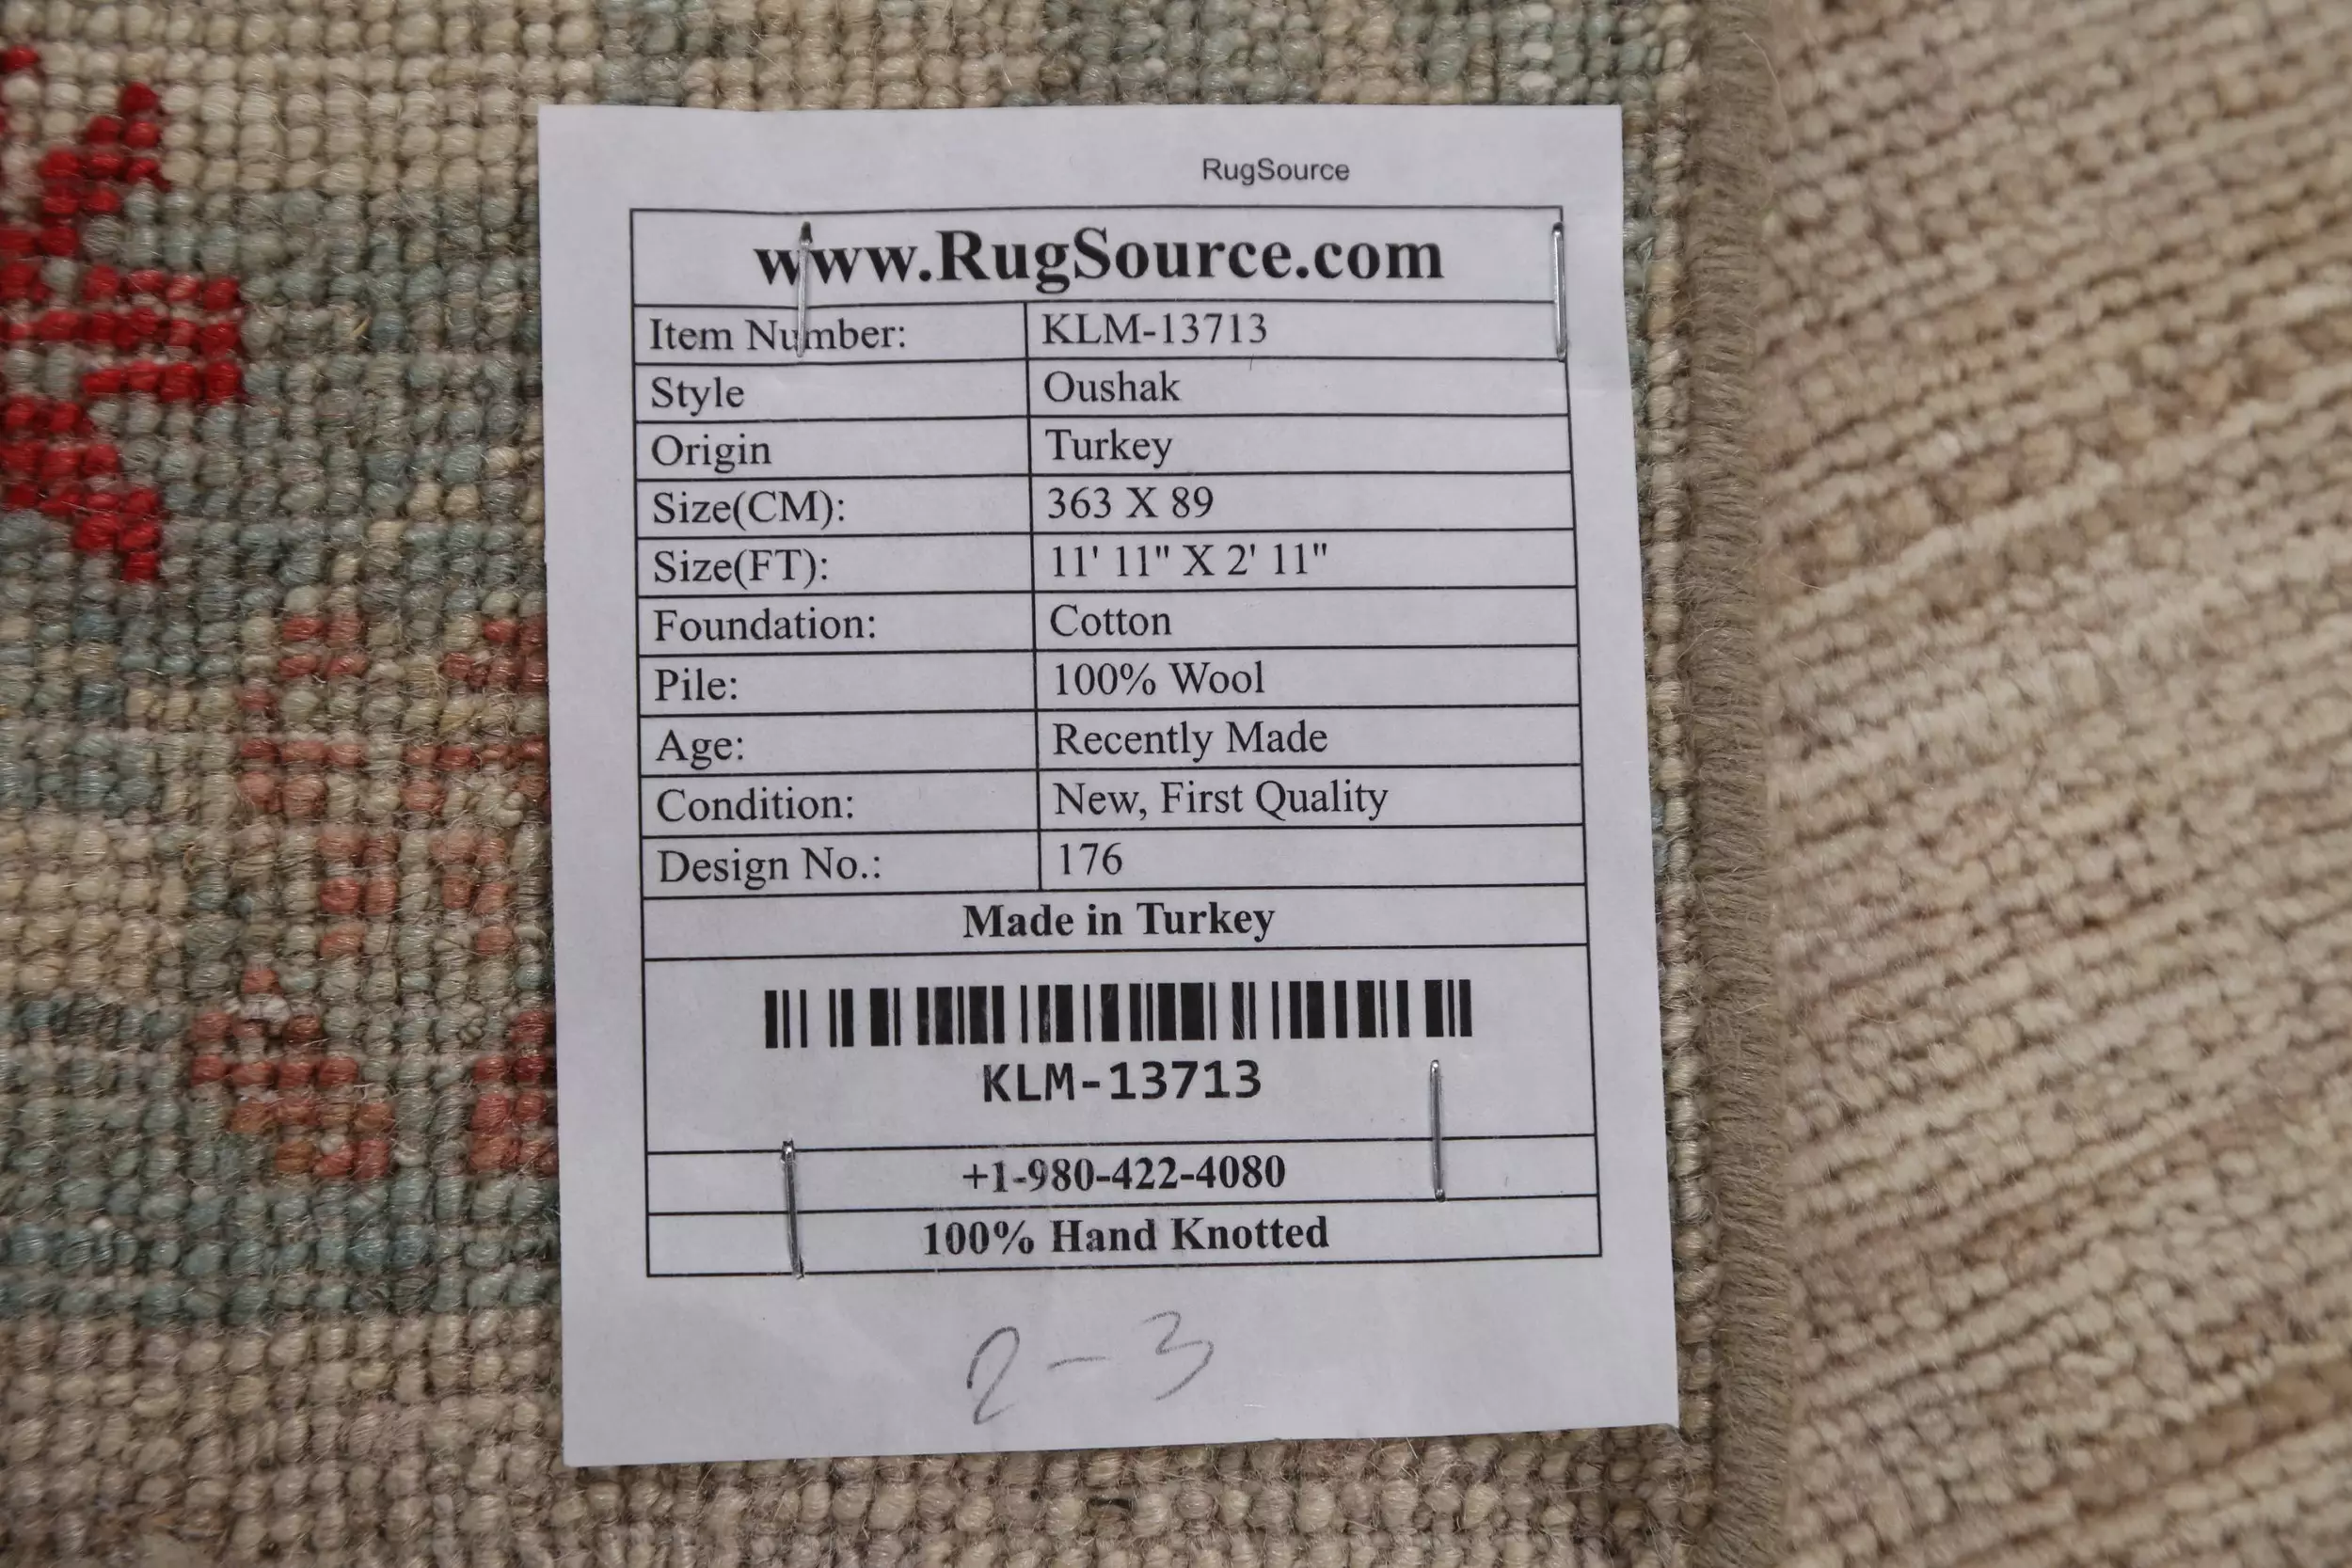 RugSource
www.RugSource.com
Item Number: KLM-13713
Style Oushak
Origin Turkey
Size(CM): 363 X 89
Size(FT): 11' 11" X 2' 11"
Foundation: Cotton
Pile: 100% Wool
Age: Recently Made
Condition: New, First Quality
Design No.: 176
Made in Turkey
KLM-13713
+1-980-422-4080
100% Hand Knotted
2-3